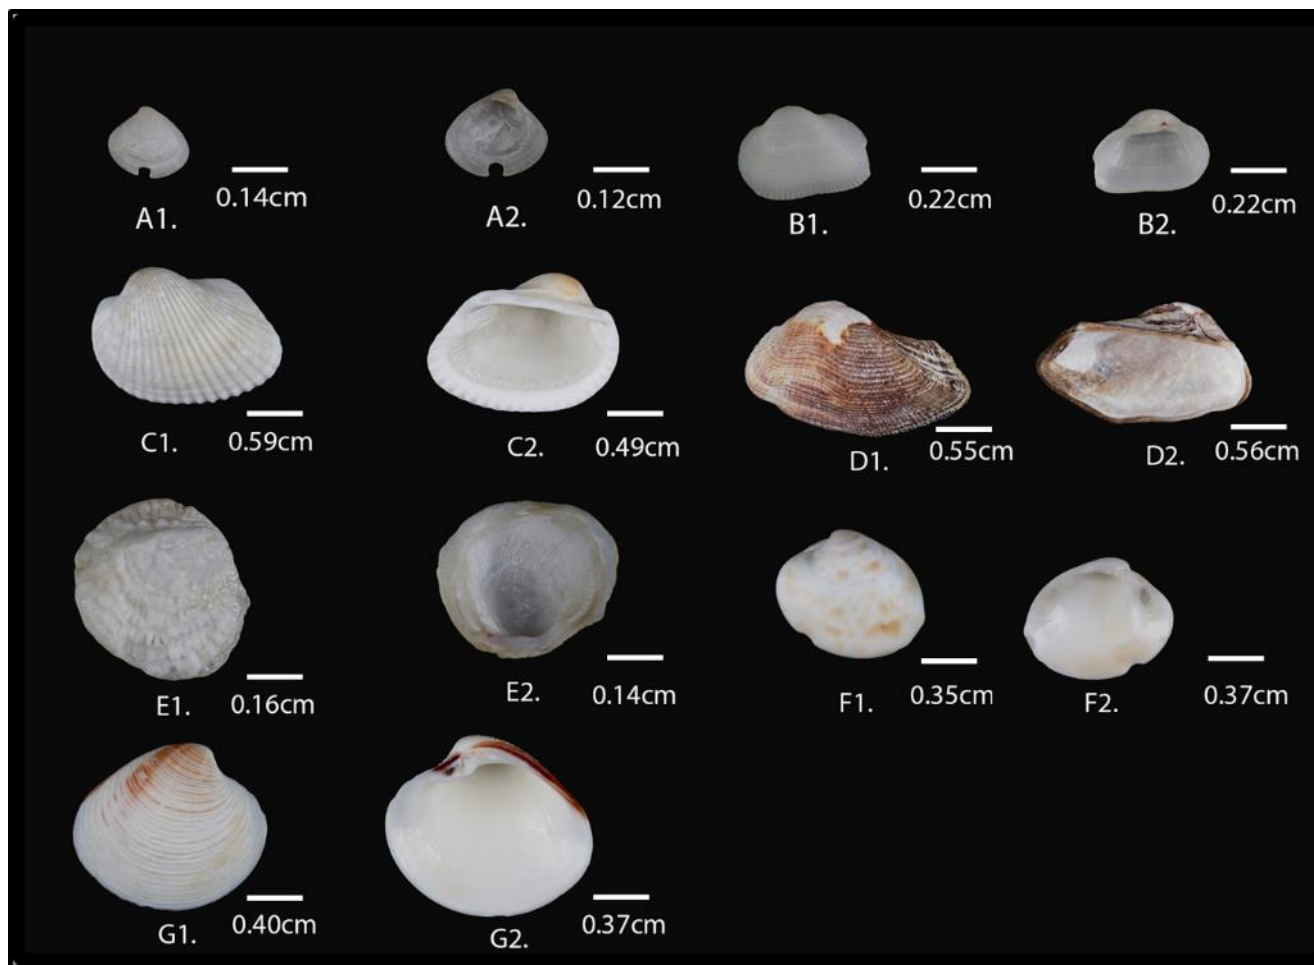 0.14cm
A1.
0.12cm
A2.
0.22cm
B1.
0.22cm
B2.
0.59cm
C1.
0.49cm
C2.
0.55cm
D1.
0.56cm
D2.
0.16cm
E1.
0.14cm
E2.
0.35cm
F1.
0.37cm
F2.
0.40cm
G1.
0.37cm
G2.